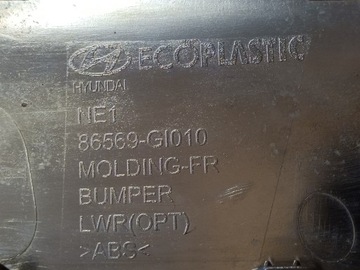 ECOPLASTIC
HYUNDAI
NE1
86569-GI010
MOLDING-FR
BUMPER
LWR(OPT)
>ABS<